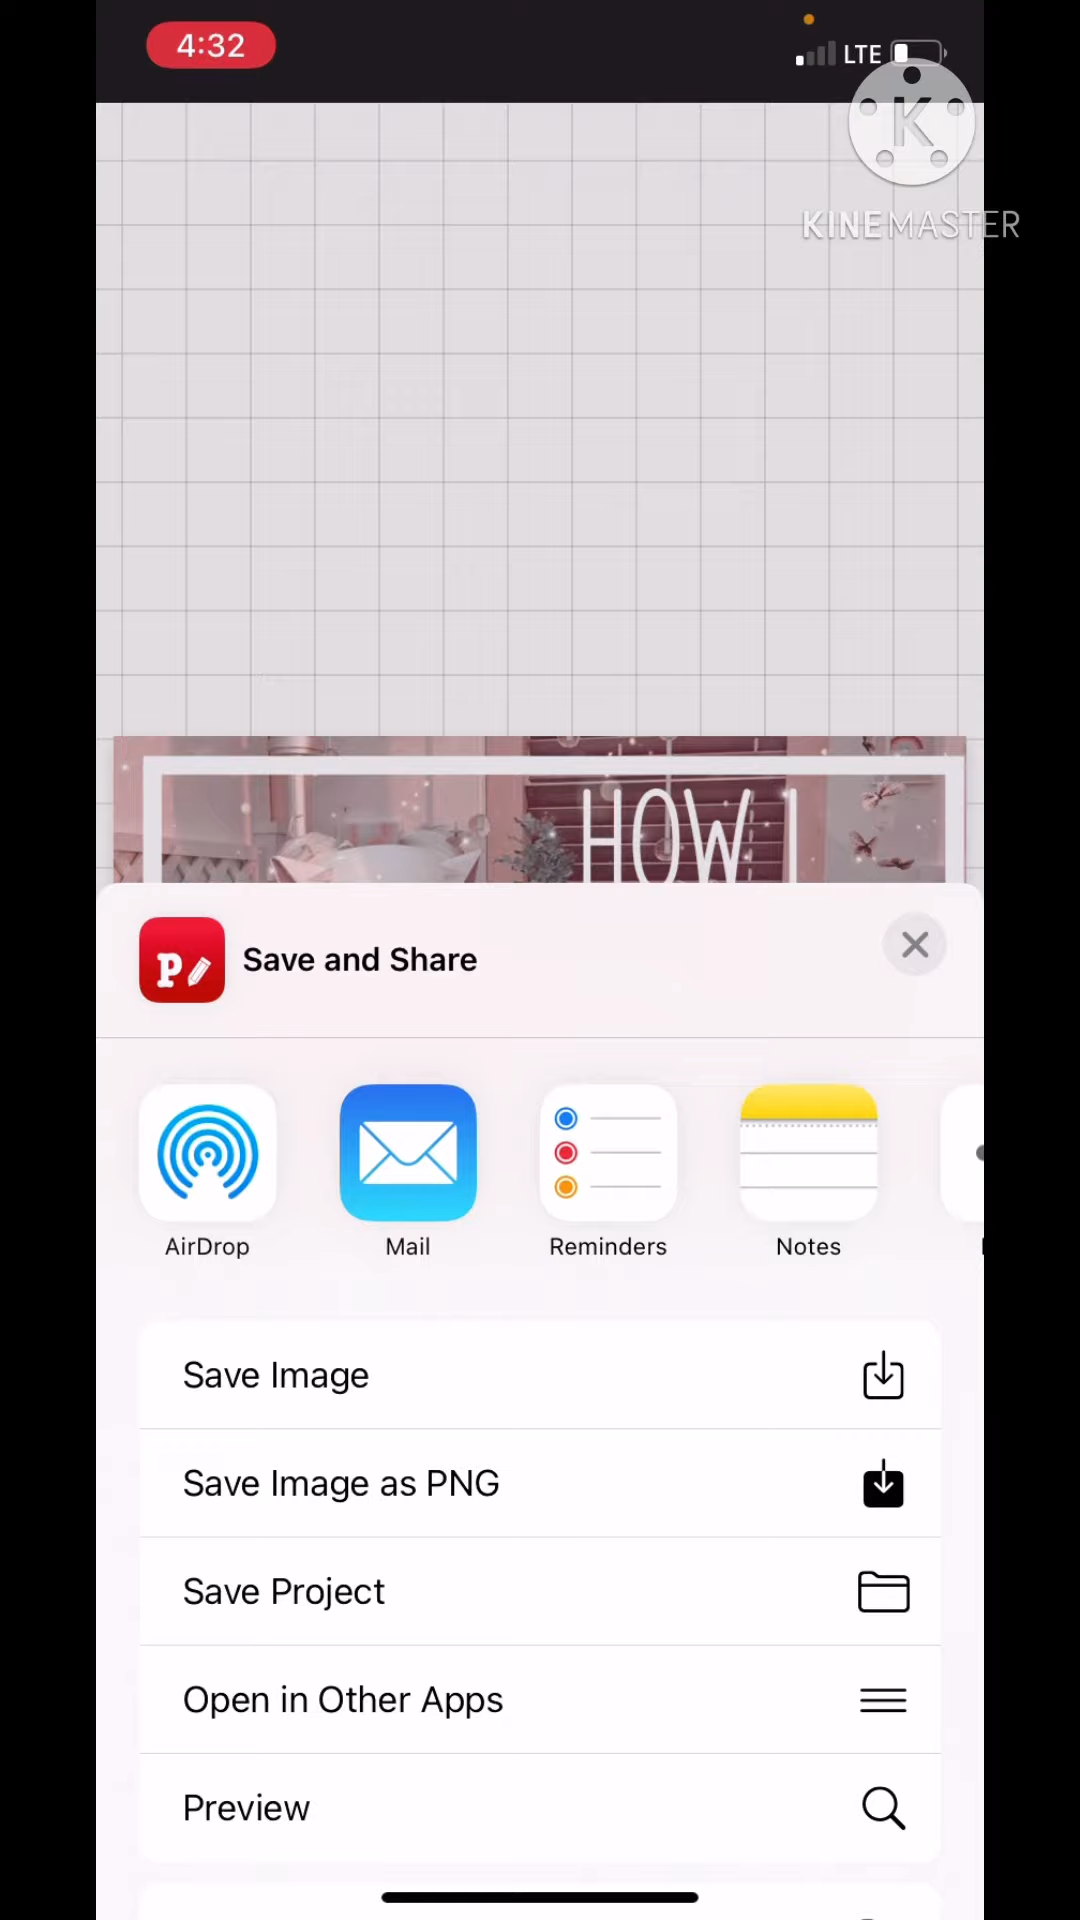 4:32
LTE
K
KINEMASTER
HOW I
P
Save and Share
AirDrop
Mail
Reminders
Notes
Save Image
Save Image as PNG
Save Project
Open in Other Apps
Preview